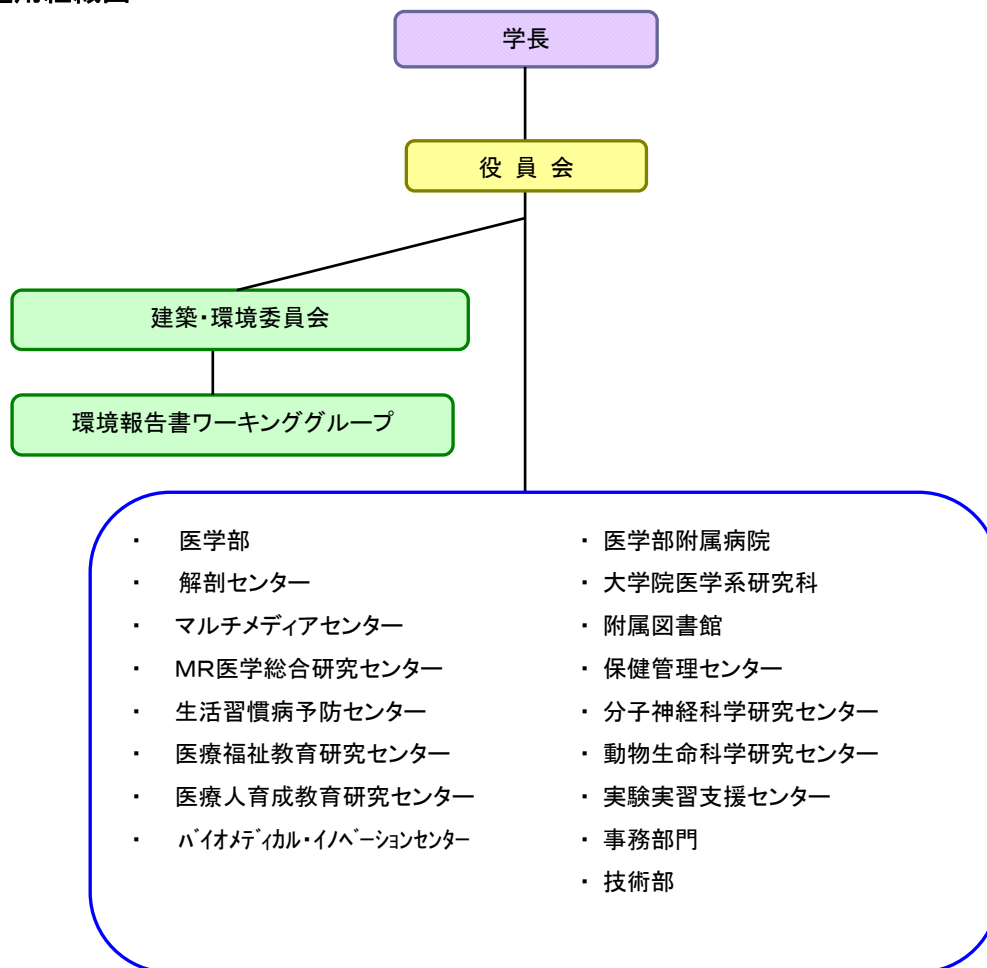 学長
役 員 会
建築・環境委員会
環境報告書ワーキンググループ
・ 医学部
・ 解剖センター
・ マルチメディアセンター
・ MR医学総合研究センター
・ 生活習慣病予防センター
・ 医療福祉教育研究センター
・ 医療人育成教育研究センター
・ バイオメディカル・イノベーションセンター
・ 医学部附属病院
・ 大学院医学系研究科
・ 附属図書館
・ 保健管理センター
・ 分子神経科学研究センター
・ 動物生命科学研究センター
・ 実験実習支援センター
・ 事務部門
・ 技術部